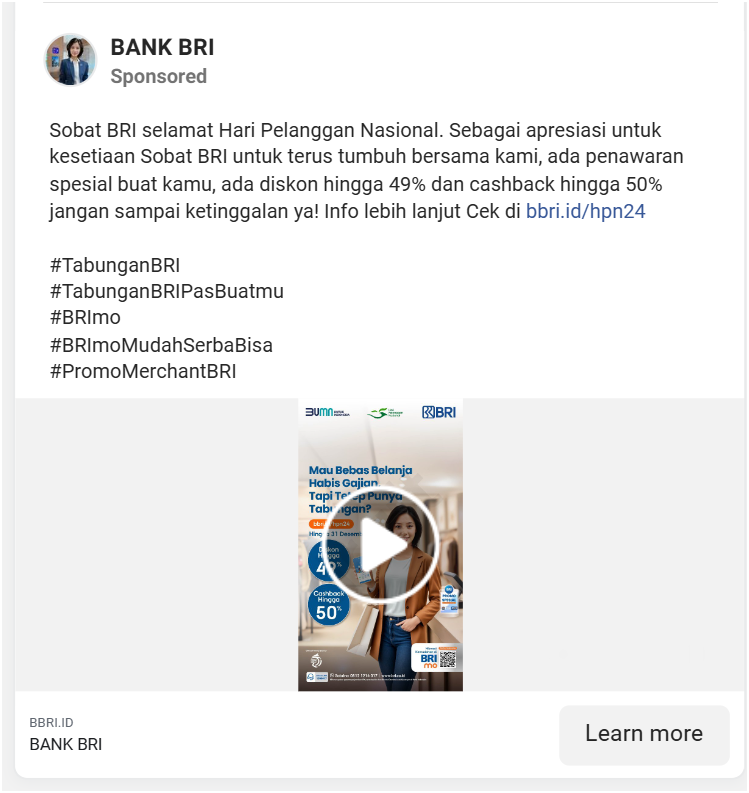 BANK BRI
Sponsored
Sobat BRI selamat Hari Pelanggan Nasional. Sebagai apresiasi untuk
kesetiaan Sobat BRI untuk terus tumbuh bersama kami, ada penawaran
spesial buat kamu, ada diskon hingga 49% dan cashback hingga 50%
jangan sampai ketinggalan ya! Info lebih lanjut Cek di bbri.id/hpn24
#TabunganBRI
#TabunganBRIPasBuatmu
#BRImo
#BRImoMudahSerbaBisa
#PromoMerchantBRI
BUMN
BRI
Mau Bebas Belanja
Habis Gajian,
Tapi Tetap Punya
Tabungan?
hpn24
Hingga 31
Diskon
Hingga
Cashback
Hingga
50%
PROMO
BRI
mo
BBRI.ID
BANK BRI
Learn more